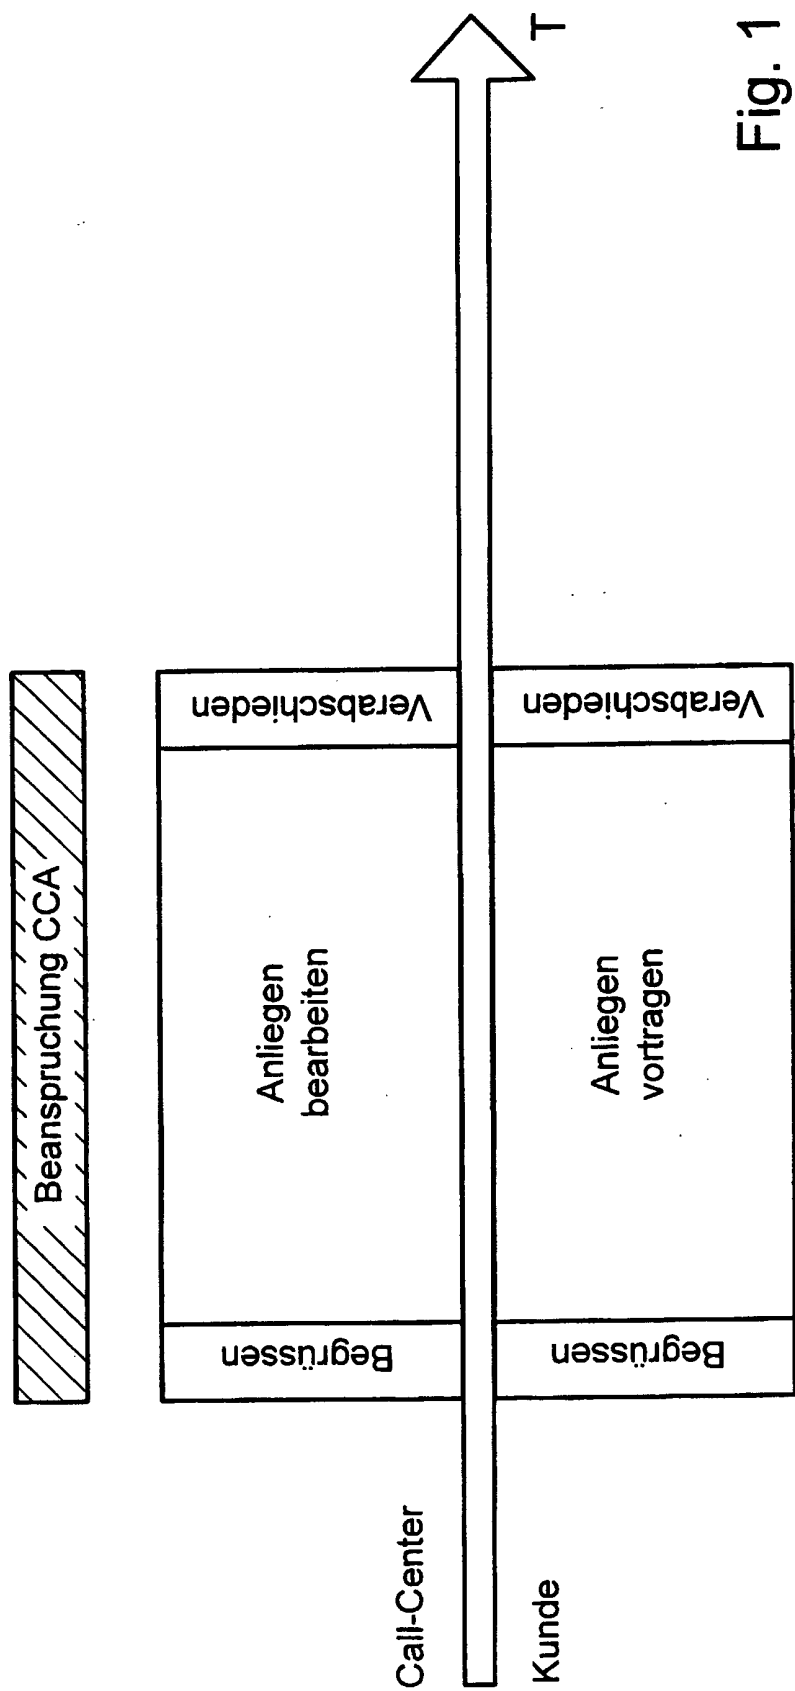 Beanspruchung CCA
Call-Center
Begrüssen
Anliegen
bearbeiten
Verabschieden
Kunde
Begrüssen
Anliegen
vortragen
Verabschieden
T
Fig. 1